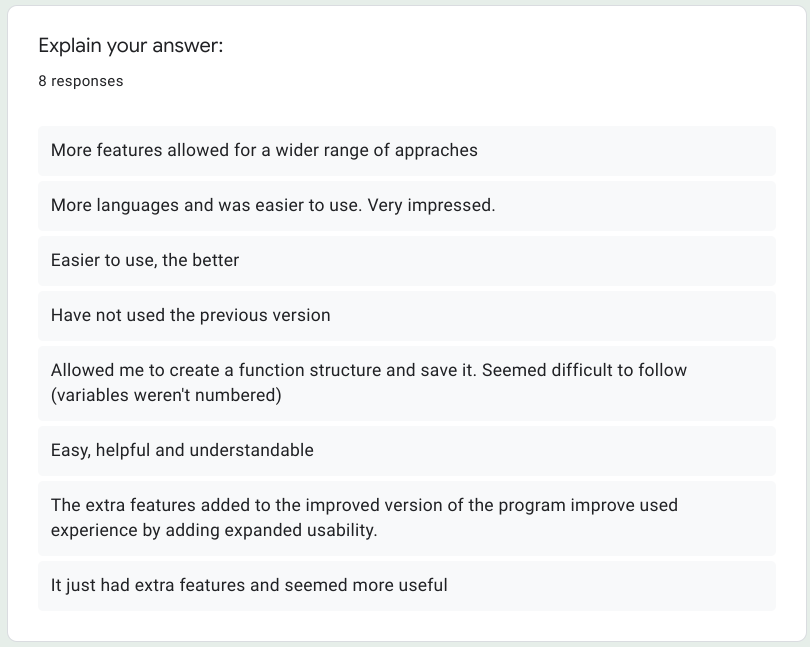 Explain your answer:
8 responses
More features allowed for a wider range of appraches
More languages and was easier to use. Very impressed.
Easier to use, the better
Have not used the previous version
Allowed me to create a function structure and save it. Seemed difficult to follow
(variables weren't numbered)
Easy, helpful and understandable
The extra features added to the improved version of the program improve used
experience by adding expanded usability.
It just had extra features and seemed more useful